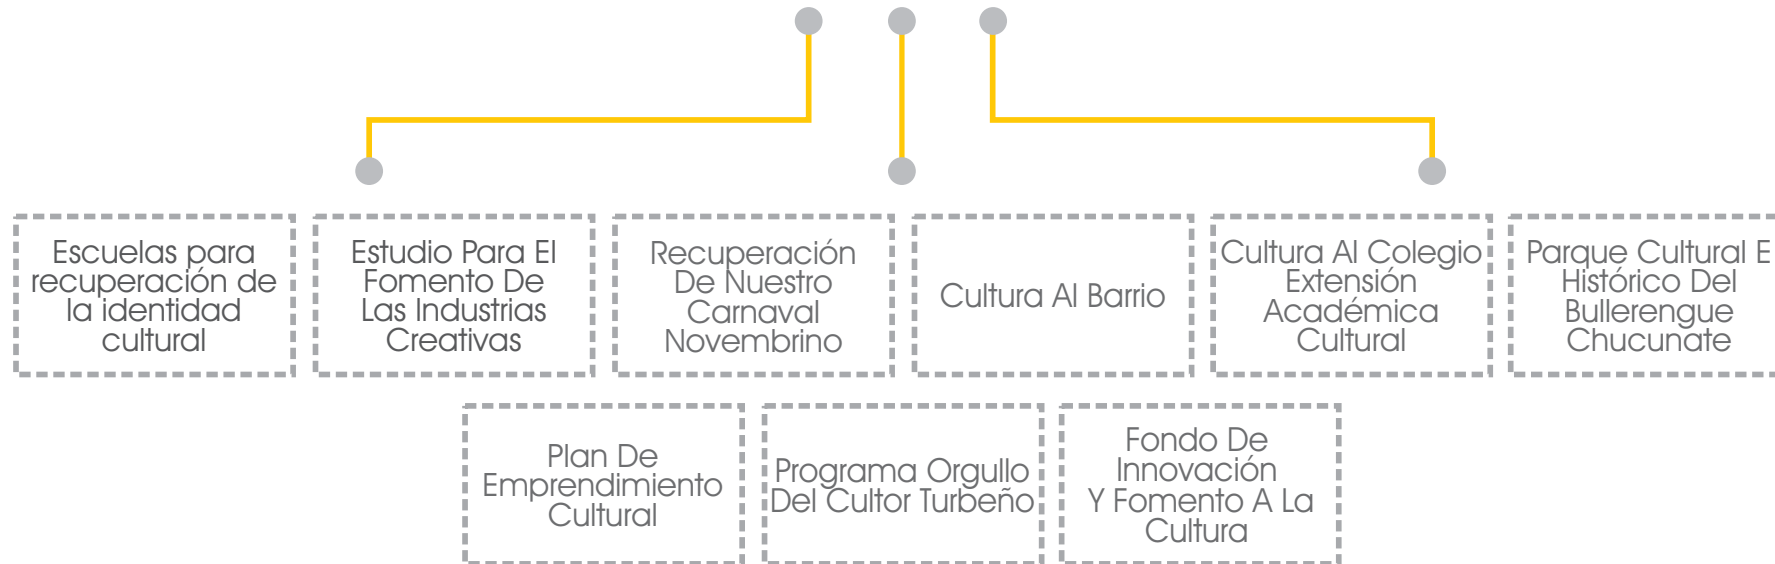 Escuelas para
recuperación de
la identidad
cultural
Estudio Para El
Fomento De
Las Industrias
Creativas
Recuperación
De Nuestro
Carnaval
Novembrino
Cultura Al Barrio
Cultura Al Colegio
Extensión
Académica
Cultural
Parque Cultural E
Histórico Del
Bullerengue
Chucunate
Plan De
Emprendimiento
Cultural
Programa Orgullo
Del Cultor Turbeño
Fondo De
Innovación
Y Fomento A La
Cultura